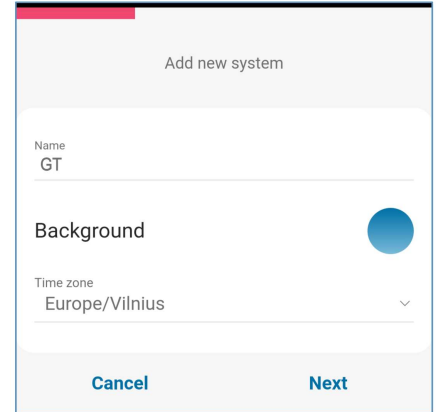 Add new system
Name
GT
Background
Time zone
Europe/Vilnius
Cancel Next